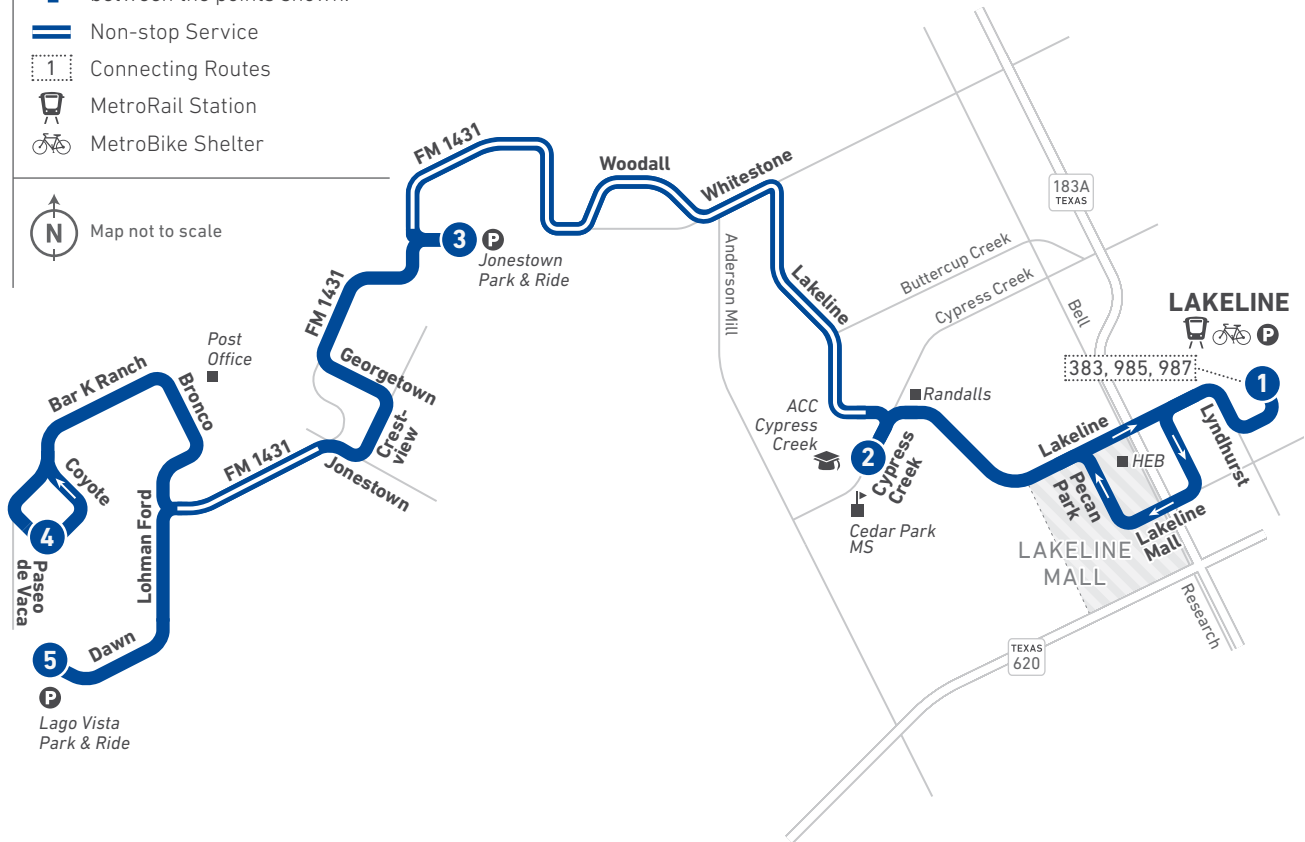 between the points shown.
Non-stop Service
1
Connecting Routes
MetroRail Station
MetroBike Shelter
N
Map not to scale
FM 1431
Woodall
Whitestone
183A
TEXAS
3
P
Jonestown
Park & Ride
Anderson Mill
Lakeline
Buttercup Creek
Cypress Creek
Bell
LAKELINE
P
383, 985, 987
1
FM 1431
Post
Office
Georgetown
Crest-
view
Jonestown
Bar K Ranch
Bronco
Coyote
FM 1431
4
Paseo
de Vaca
Lohman Ford
Dawn
5
P
Lago Vista
Park & Ride
Randalls
ACC
Cypress
Creek
2
Cypress
Creek
Cedar Park
MS
Lakeline
Lyndhurst
HEB
Pecan
Park
Lakeline
Mall
LAKELINE
MALL
Research
TEXAS
620